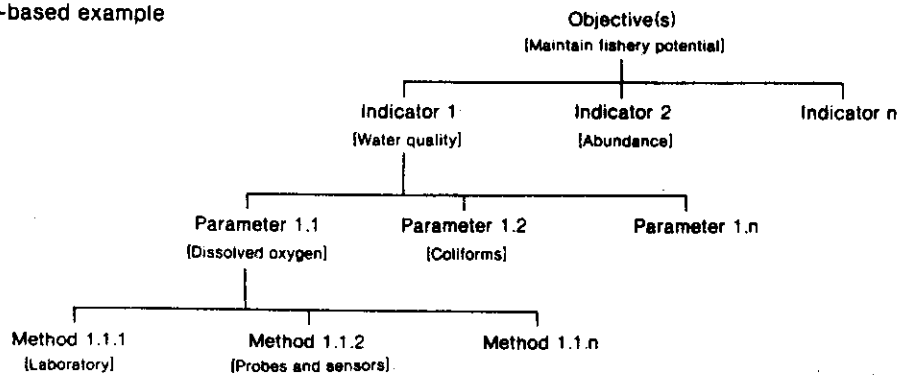 -based example
Objective(s)
[Maintain fishery potential]
Indicator 1 Indicator 2 Indicator n
[Water quality] [Abundance]
Parameter 1.1 Parameter 1.2 Parameter 1.n
[Dissolved oxygen] [Coliforms]
Method 1.1.1 Method 1.1.2 Method 1.1.n
[Laboratory] [Probes and sensors]